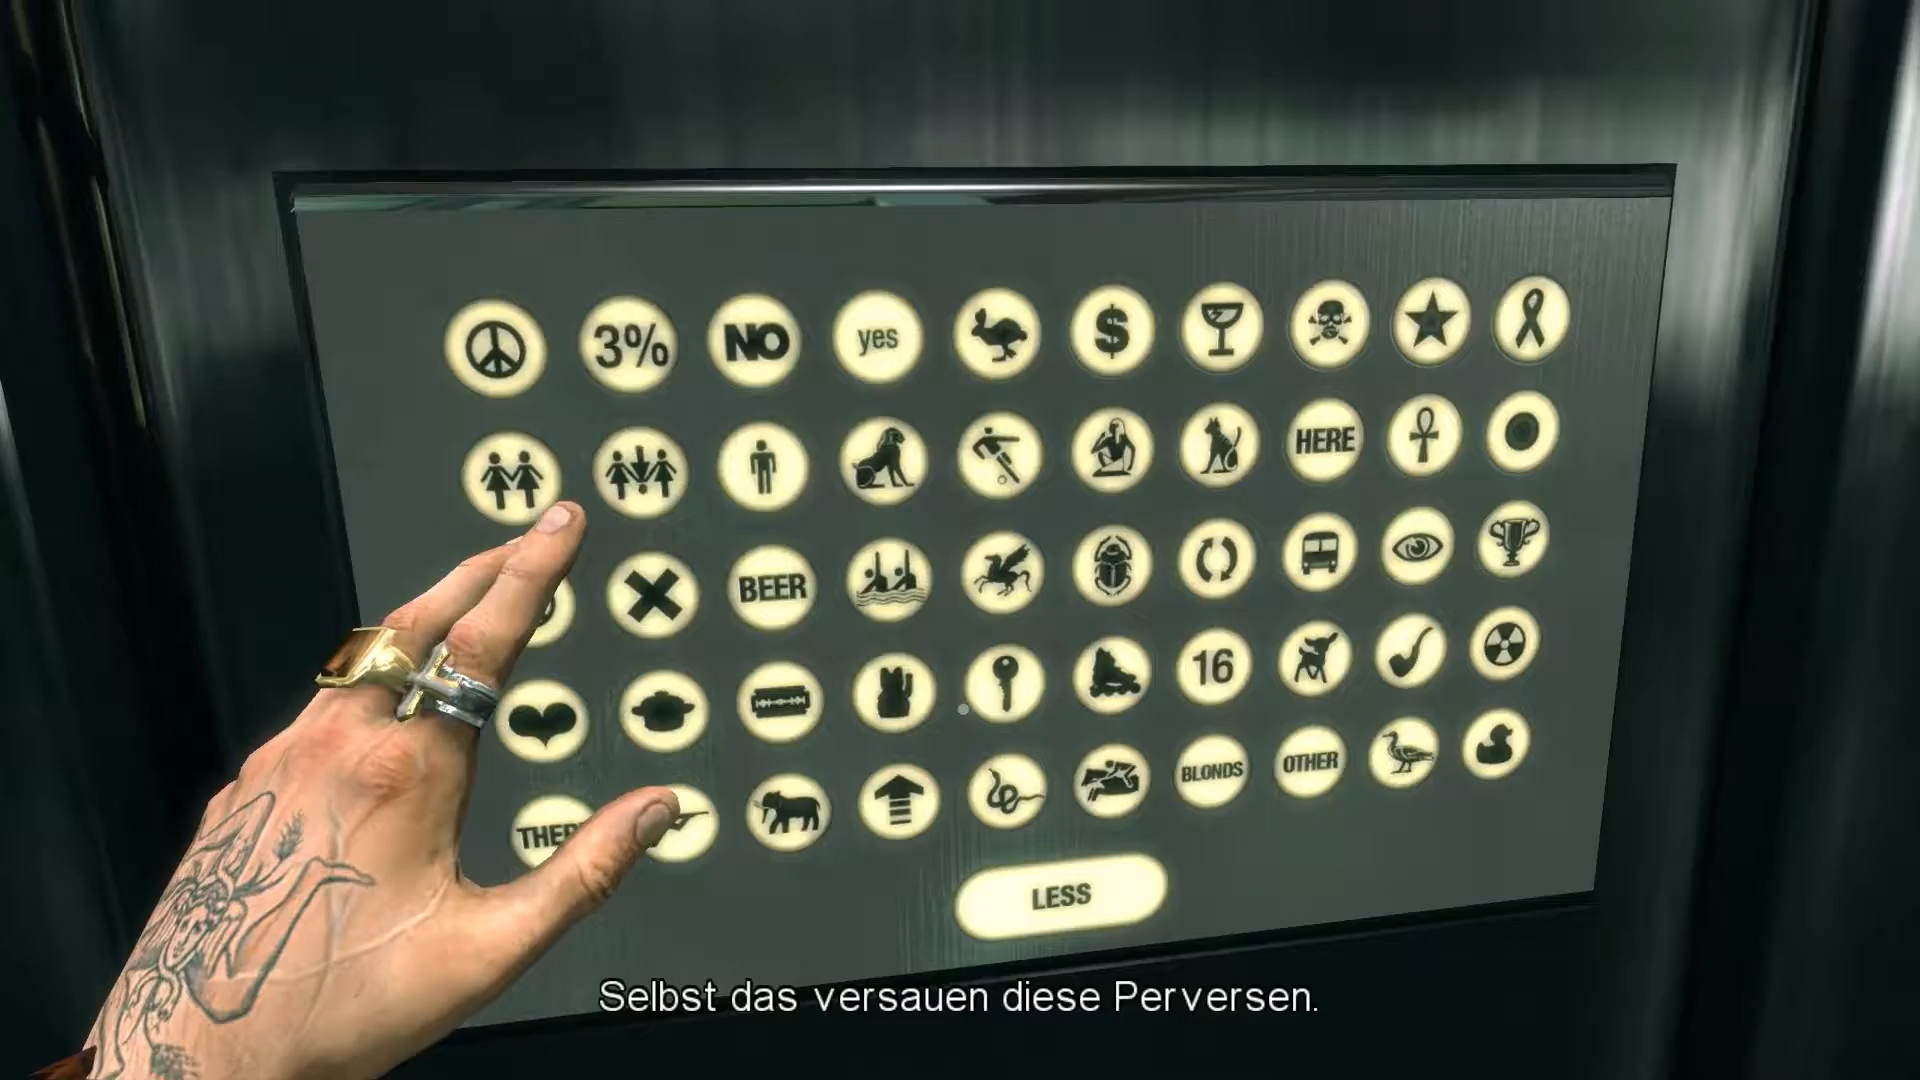 3% NO yes $
HERE
BEER
16
BLONDS OTHER
LESS
Selbst das versauen diese Perversen.